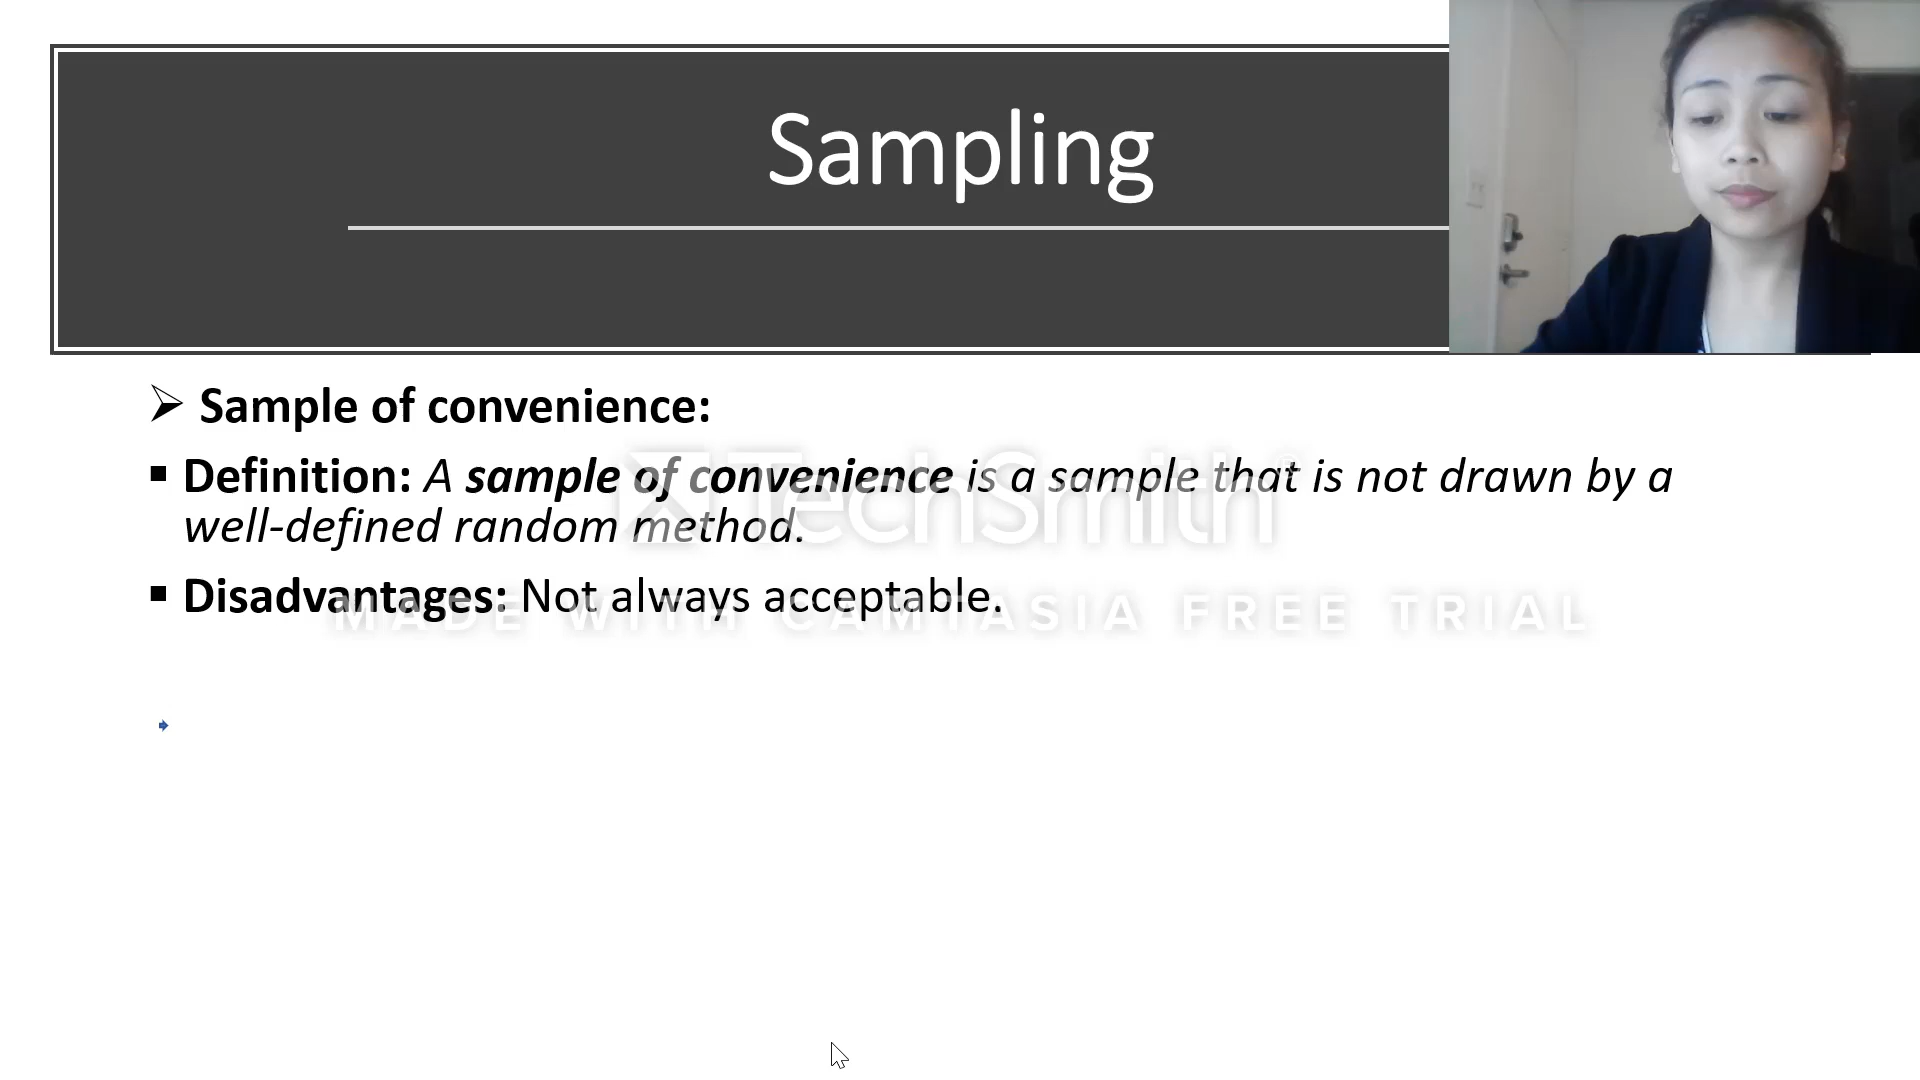 Sampling
Sample of convenience:
Definition: A sample of convenience is a sample that is not drawn by a
well-defined random method.
TechSmith®
Disadvantages: Not always acceptable.
MADE WITH CAMTASIA FREE TRIAL